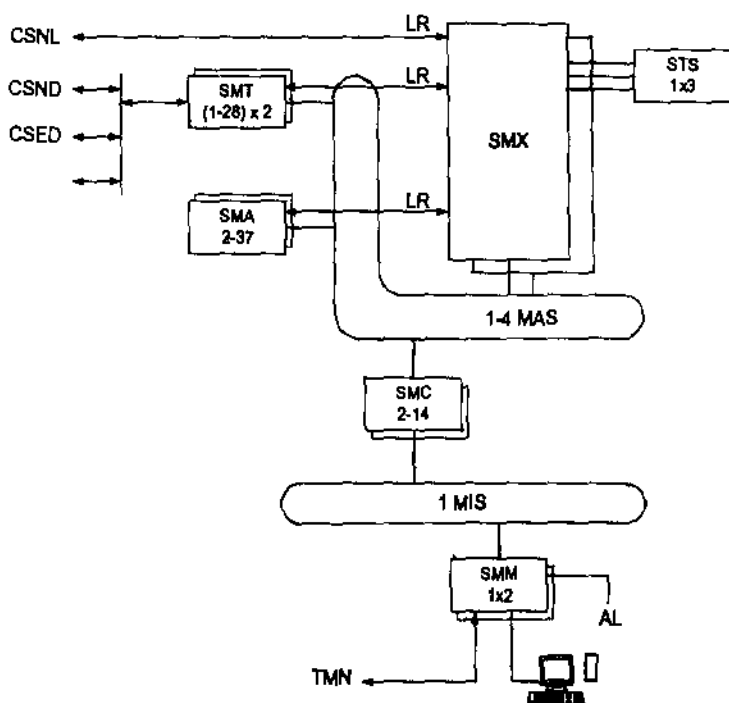 CSNL
LR
STS
1x3
CSND
SMT
(1-28) x 2
LR
CSED
SMX
SMA
2-37
LR
1-4 MAS
SMC
2-14
1 MIS
SMM
1x2
AL
TMN